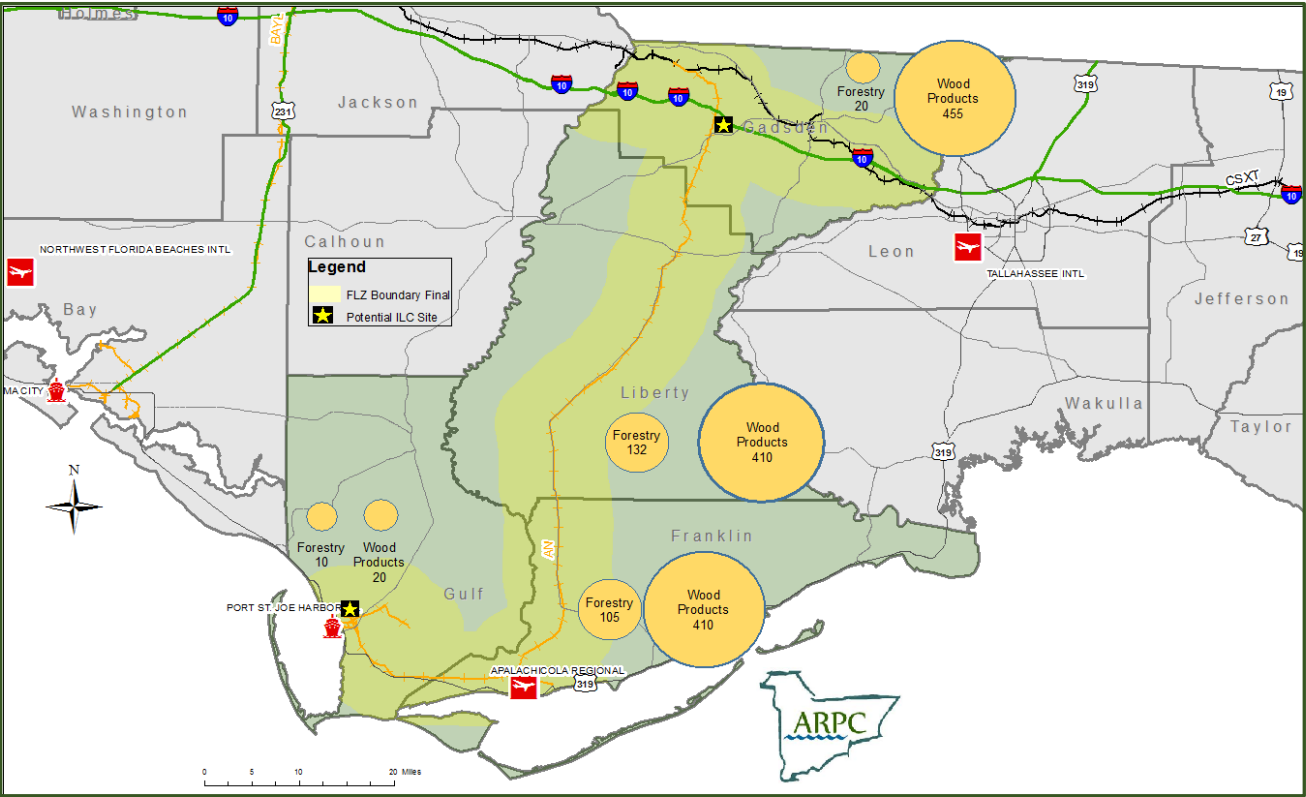 Holmes
10
BAYL
Washington
231
Jackson
10
10
10
Forestry
20
Wood
Products
455
319
19
Gadsden
10
CSXT
10
NORTHWEST FLORIDA BEACHES INTL
Calhoun
Leon
27
19
TALLAHASSEE INTL
Legend
FLZ Boundary Final
Potential ILC Site
Bay
Jefferson
MA CITY
Liberty
Wakulla
Taylor
Forestry
132
Wood
Products
410
319
N
Forestry
10
Wood
Products
20
Franklin
AN
Gulf
PORT ST. JOE HARBOR
Forestry
105
Wood
Products
410
APALACHICOLA REGIONAL
319
ARPC
0 5 10 20 Miles